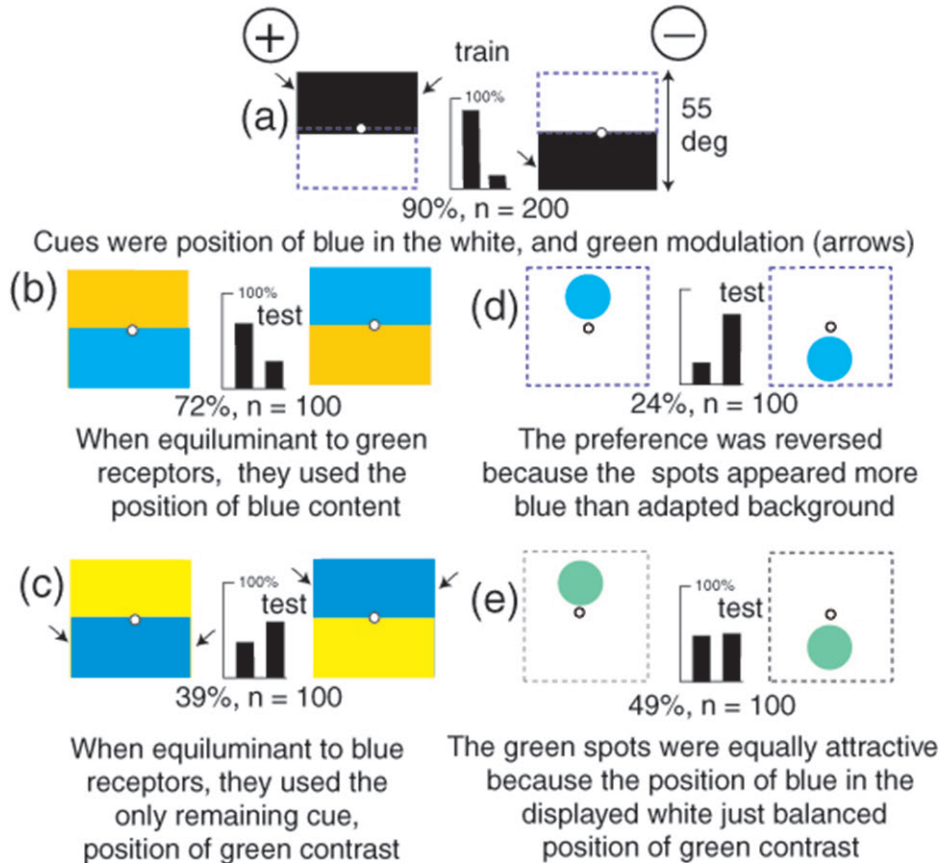 +
−
train
(a)
100%
55
deg
90%, n = 200
Cues were position of blue in the white, and green modulation (arrows)
(b)
100%
test
72%, n = 100
When equiluminant to green
receptors, they used the
position of blue content
(d)
test
24%, n = 100
The preference was reversed
because the spots appeared more
blue than adapted background
(c)
100%
test
39%, n = 100
When equiluminant to blue
receptors, they used the
only remaining cue,
position of green contrast
(e)
100%
test
49%, n = 100
The green spots were equally attractive
because the position of blue in the
displayed white just balanced
position of green contrast